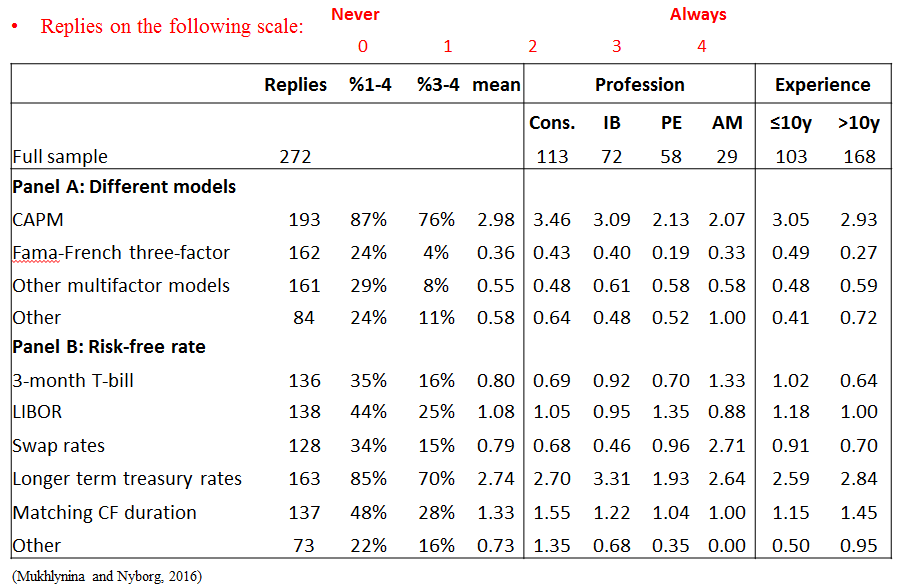 Never Always
• Replies on the following scale:
0 1 2 3 4
Replies %1-4 %3-4 mean Profession Experience
Cons. IB PE AM ≤10y >10y
Full sample 272 113 72 58 29 103 168
Panel A: Different models
CAPM 193 87% 76% 2.98 3.46 3.09 2.13 2.07 3.05 2.93
Fama-French three-factor 162 24% 4% 0.36 0.43 0.40 0.19 0.33 0.49 0.27
Other multifactor models 161 29% 8% 0.55 0.48 0.61 0.58 0.58 0.48 0.59
Other 84 24% 11% 0.58 0.64 0.48 0.52 1.00 0.41 0.72
Panel B: Risk-free rate
3-month T-bill 136 35% 16% 0.80 0.69 0.92 0.70 1.33 1.02 0.64
LIBOR 138 44% 25% 1.08 1.05 0.95 1.35 0.88 1.18 1.00
Swap rates 128 34% 15% 0.79 0.68 0.46 0.96 2.71 0.91 0.70
Longer term treasury rates 163 85% 70% 2.74 2.70 3.31 1.93 2.64 2.59 2.84
Matching CF duration 137 48% 28% 1.33 1.55 1.22 1.04 1.00 1.15 1.45
Other 73 22% 16% 0.73 1.35 0.68 0.35 0.00 0.50 0.95
(Mukhlynina and Nyborg, 2016)